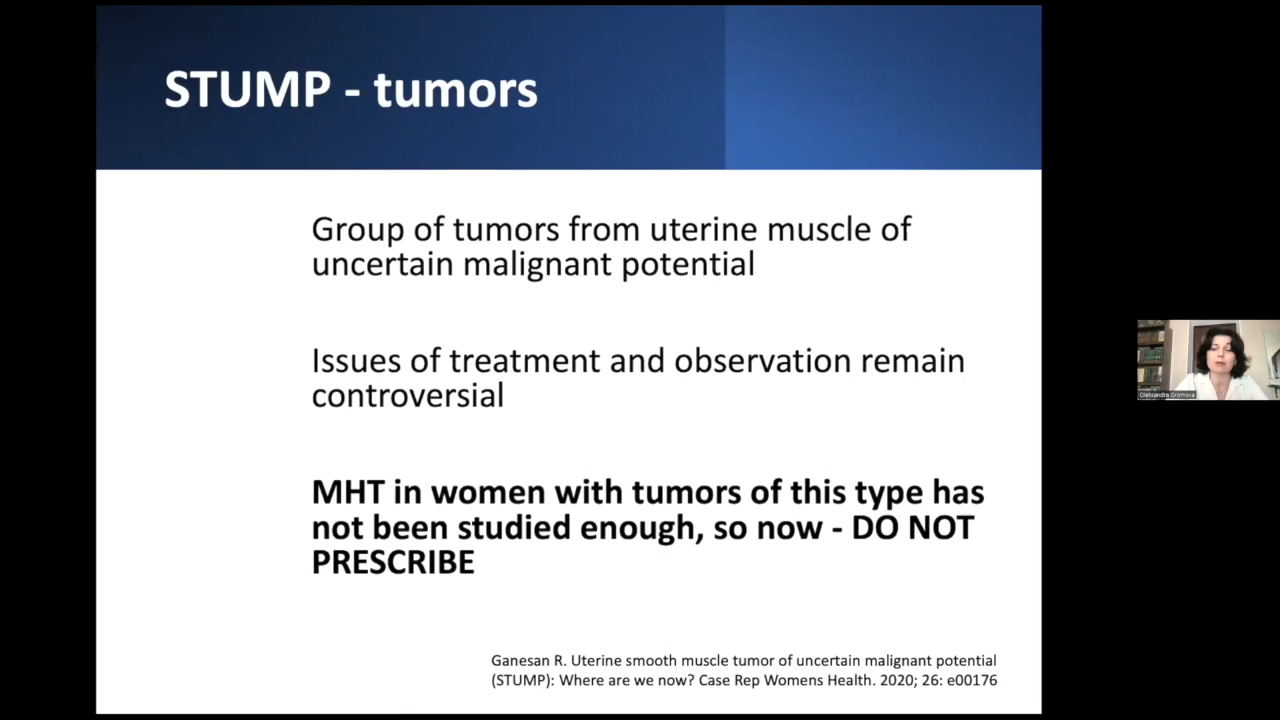 STUMP - tumors
Group of tumors from uterine muscle of
uncertain malignant potential
Issues of treatment and observation remain
controversial
MHT in women with tumors of this type has
not been studied enough, so now - DO NOT
PRESCRIBE
Ganesan R. Uterine smooth muscle tumor of uncertain malignant potential
(STUMP): Where are we now? Case Rep Womens Health. 2020; 26: e00176
Oleksandra Gromova